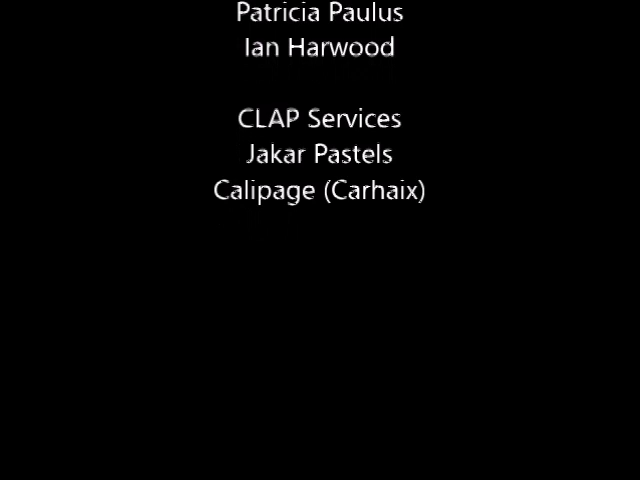 Patricia Paulus
Ian Harwood
CLAP Services
Jakar Pastels
Calipage (Carhaix)